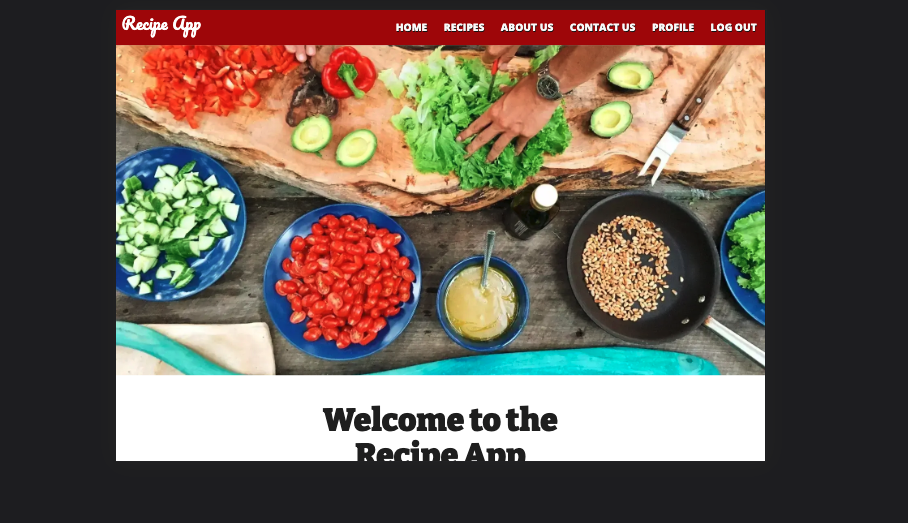 Recipe App
HOME RECIPES ABOUT US CONTACT US PROFILE LOG OUT
Welcome to the
Recipe App